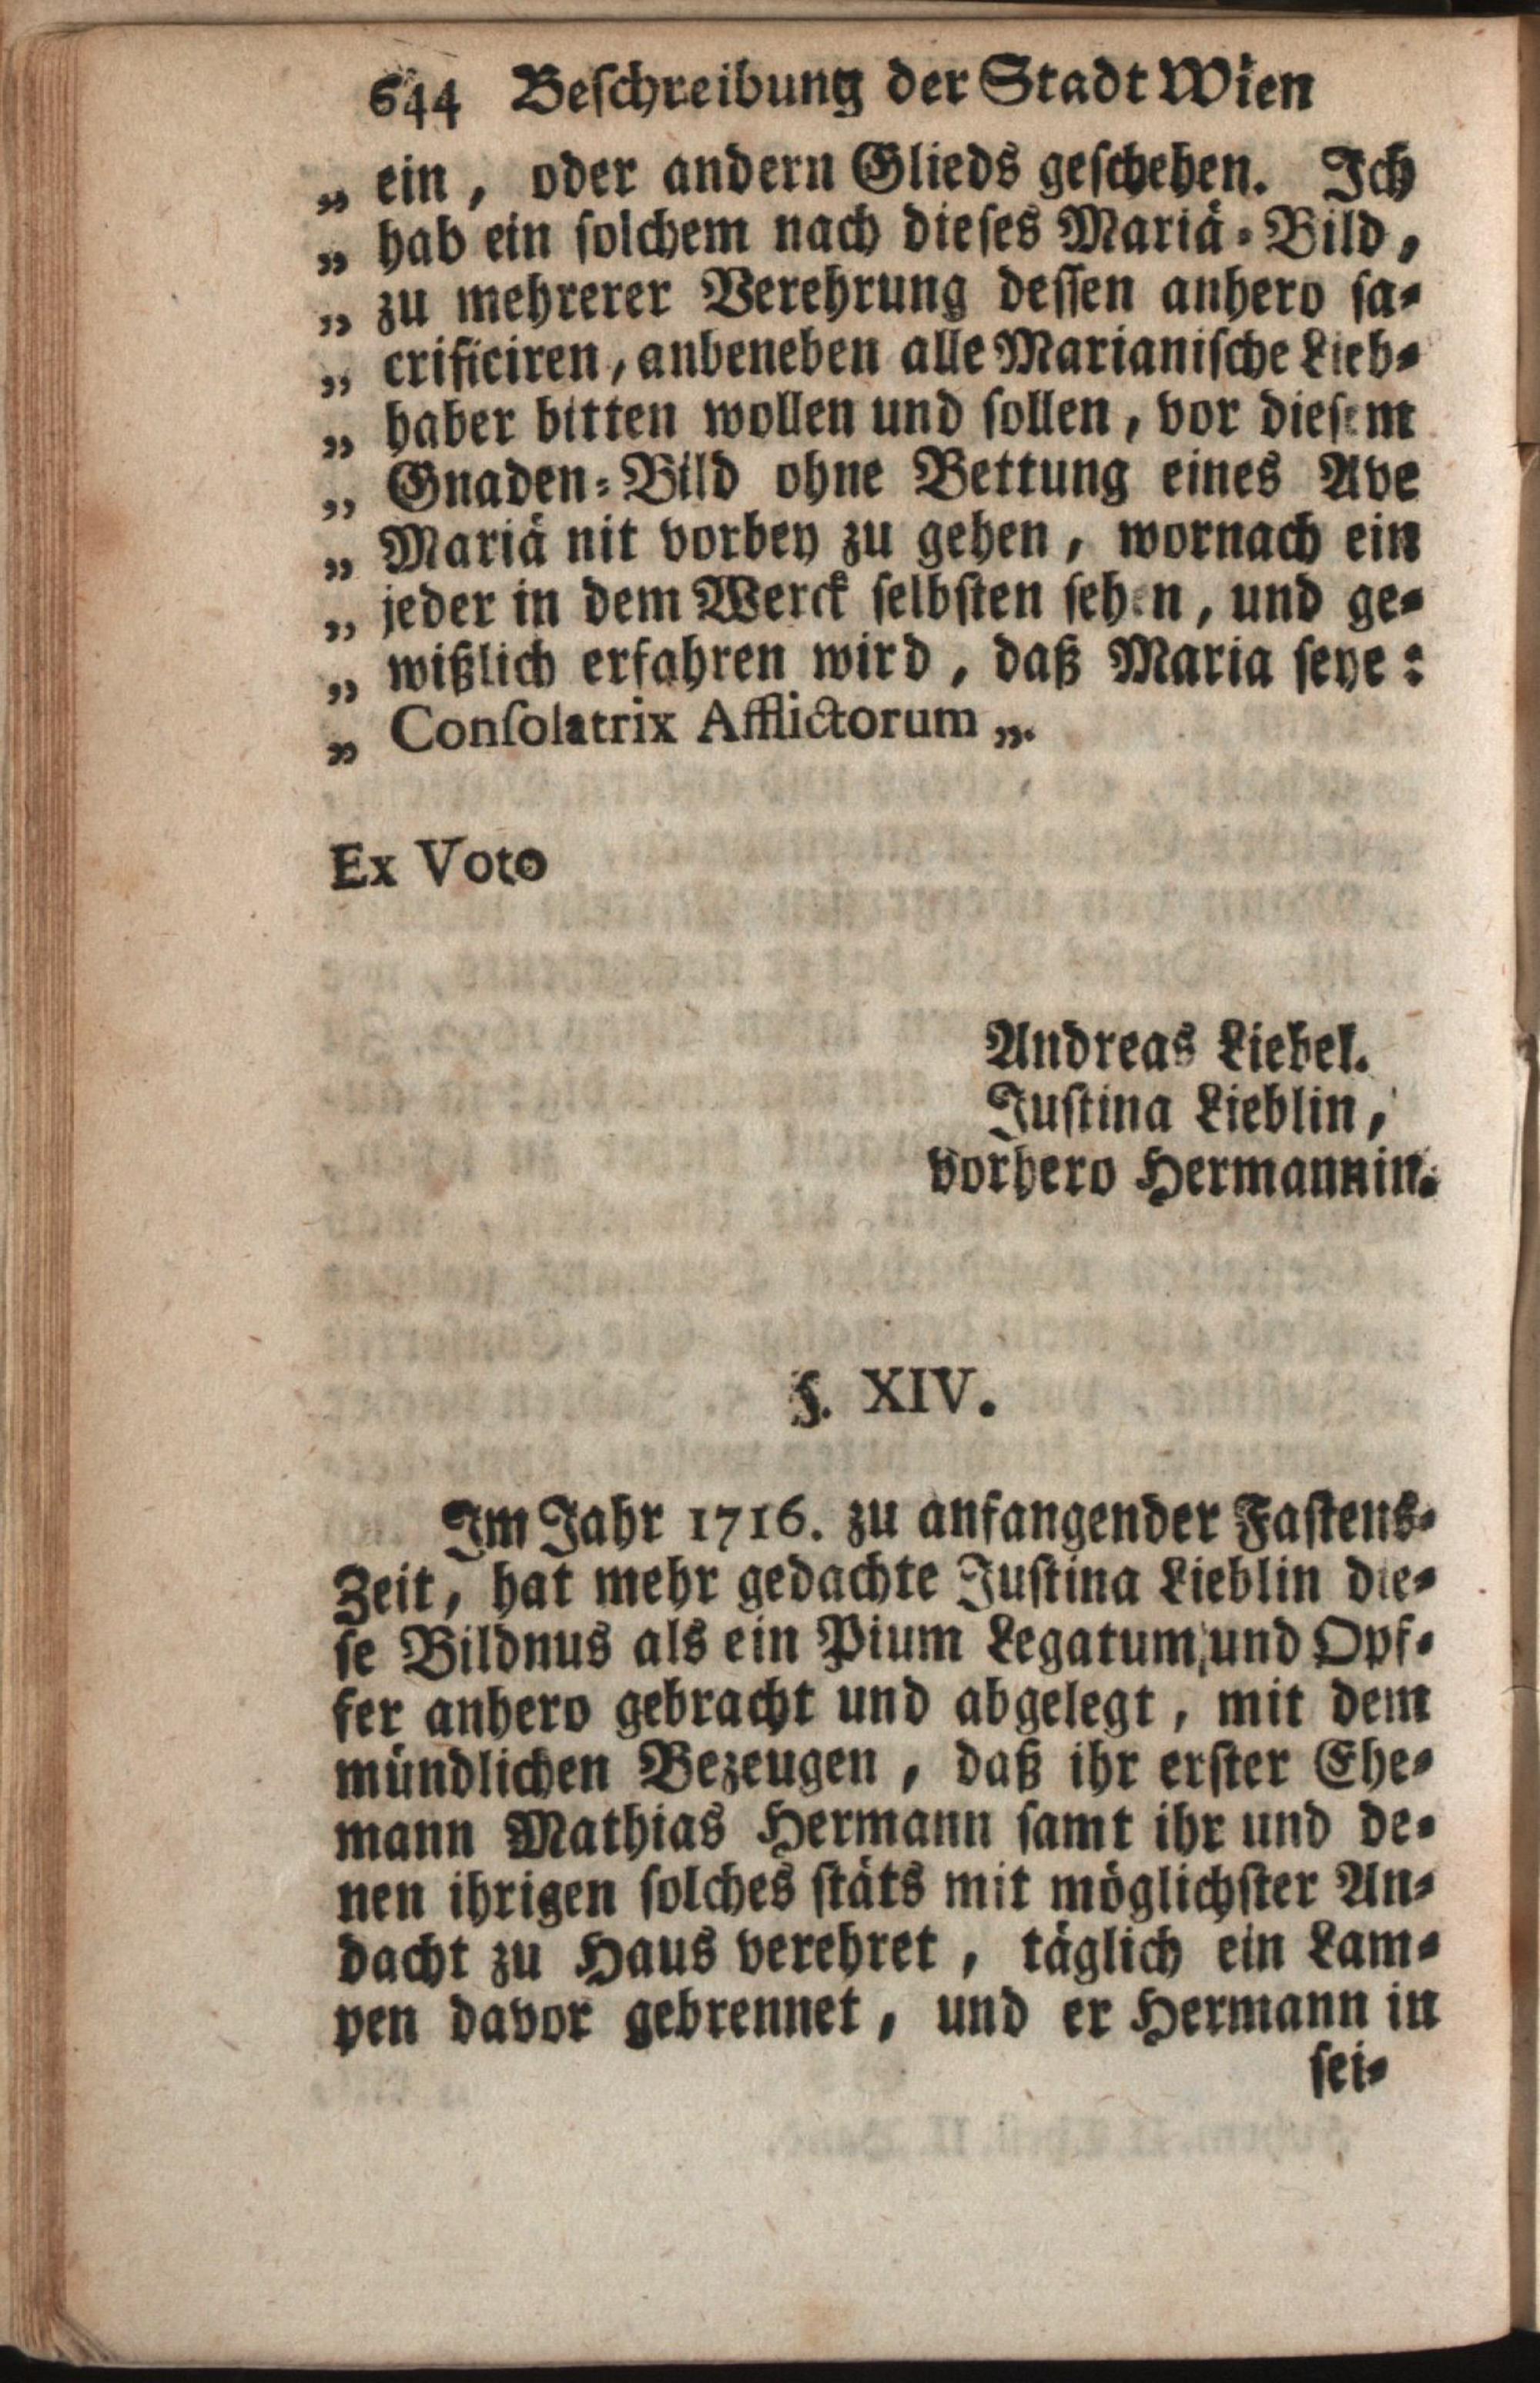 644 Beſchreibung der Stadt Wien
„ ein, oder andern Glieds geſchehen. Ich
„ hab ein ſolchem nach dieſes Mariä-Bild,
„ zu mehrerer Verehrung deſſen anhero ſa-
„ crificiren, anbeneben alle Marianiſche Lieb-
„ haber bitten wollen und ſollen, vor dieſem
„ Gnaden-Bild ohne Bettung eines Ave
„ Mariä nit vorbey zu gehen, wornach ein
„ jeder in dem Werck ſelbſten ſehen, und ge-
„ wißlich erfahren wird, daß Maria ſeye:
„ Conſolatrix Afflictorum „.
Ex Voto
Andreas Liebel.
Juſtina Lieblin,
vorhero Hermannin.
§. XIV.
Im Jahr 1716. zu anfangender Faſtens-
Zeit, hat mehr gedachte Juſtina Lieblin die-
ſe Bildnus als ein Pium Legatum, und Opf-
fer anhero gebracht und abgelegt, mit dem
mündlichen Bezeugen, daß ihr erſter Ehe-
mann Mathias Hermann ſamt ihr und de-
nen ihrigen ſolches ſtäts mit möglichſter An-
dacht zu Haus verehret, täglich ein Lam-
pen davor gebrennet, und er Hermann in
ſei-